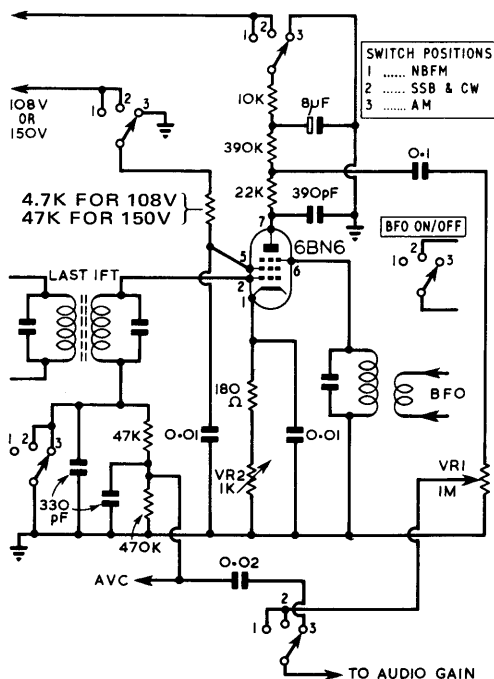 1 2 3
SWITCH POSITIONS
1 ...... NBFM
2 ...... SSB & CW
3 ...... AM
10K
8µF
108V
OR
150V
1 2 3
390K
0.1
4.7K FOR 108V
47K FOR 150V
22K
390pF
7
6BN6
BFO ON/OFF
5
6
1 2 3
LAST IFT
2
1
BFO
180
Ω
1 2 3
47K
0.01
0.01
VR2
1K
VR1
1M
330
pF
470K
0.02
AVC
2
1 3
TO AUDIO GAIN